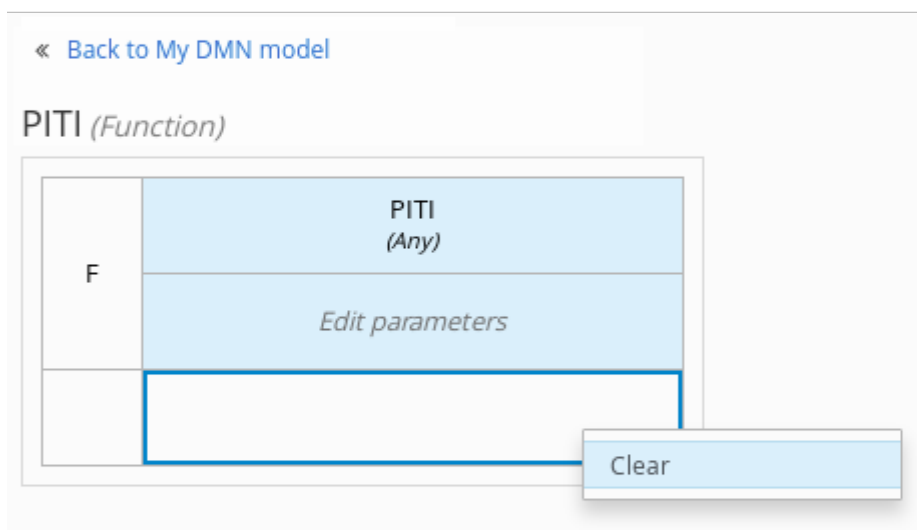 « Back to My DMN model
PITI (Function)
PITI
(Any)
F
Edit parameters
Clear